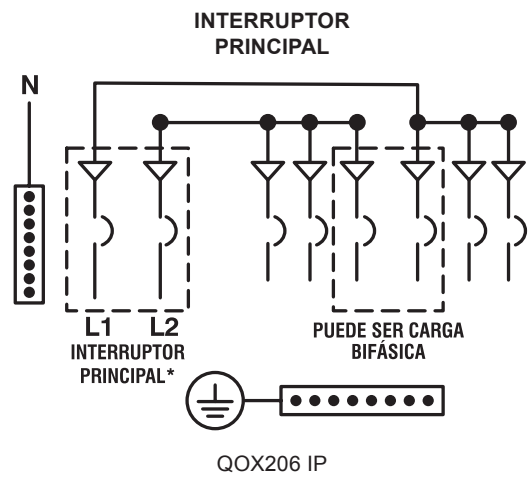 INTERRUPTOR
PRINCIPAL
N
L1 L2
INTERRUPTOR
PRINCIPAL*
PUEDE SER CARGA
BIFÁSICA
QOX206 IP